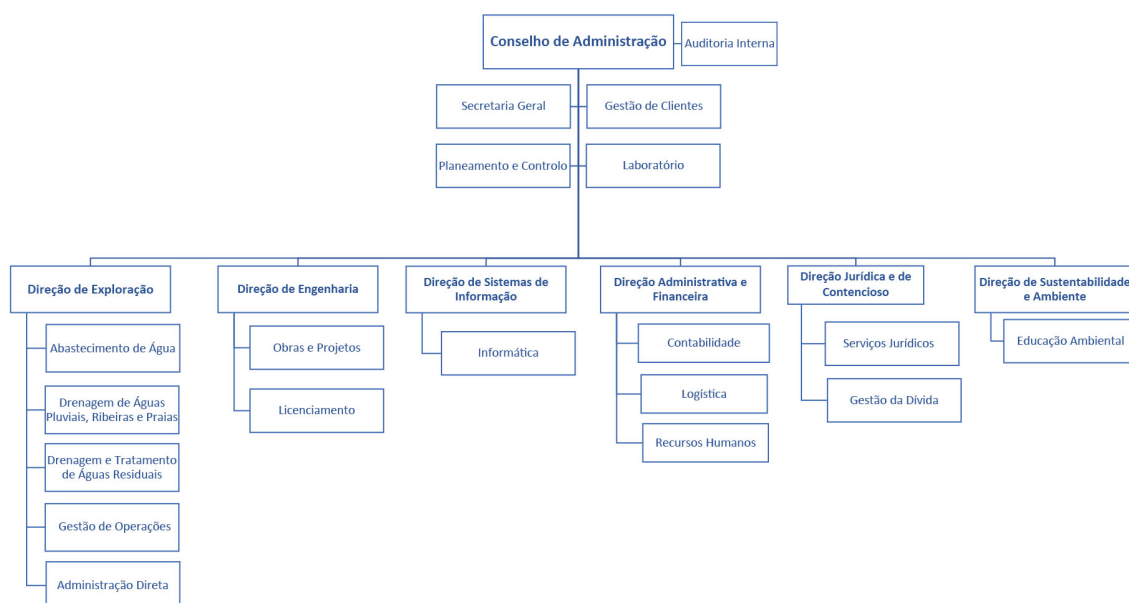 Conselho de Administração
Auditoria Interna
Secretaria Geral
Gestão de Clientes
Planeamento e Controlo
Laboratório
Direção de Exploração
Direção de Engenharia
Direção de Sistemas de
Informação
Direção Administrativa e
Financeira
Direção Jurídica e de
Contencioso
Direção de Sustentabilidade
e Ambiente
Abastecimento de Água
Drenagem de Águas
Pluviais, Ribeiras e Praias
Drenagem e Tratamento
de Águas Residuais
Gestão de Operações
Administração Direta
Obras e Projetos
Licenciamento
Informática
Contabilidade
Logística
Recursos Humanos
Serviços Jurídicos
Gestão da Dívida
Educação Ambiental